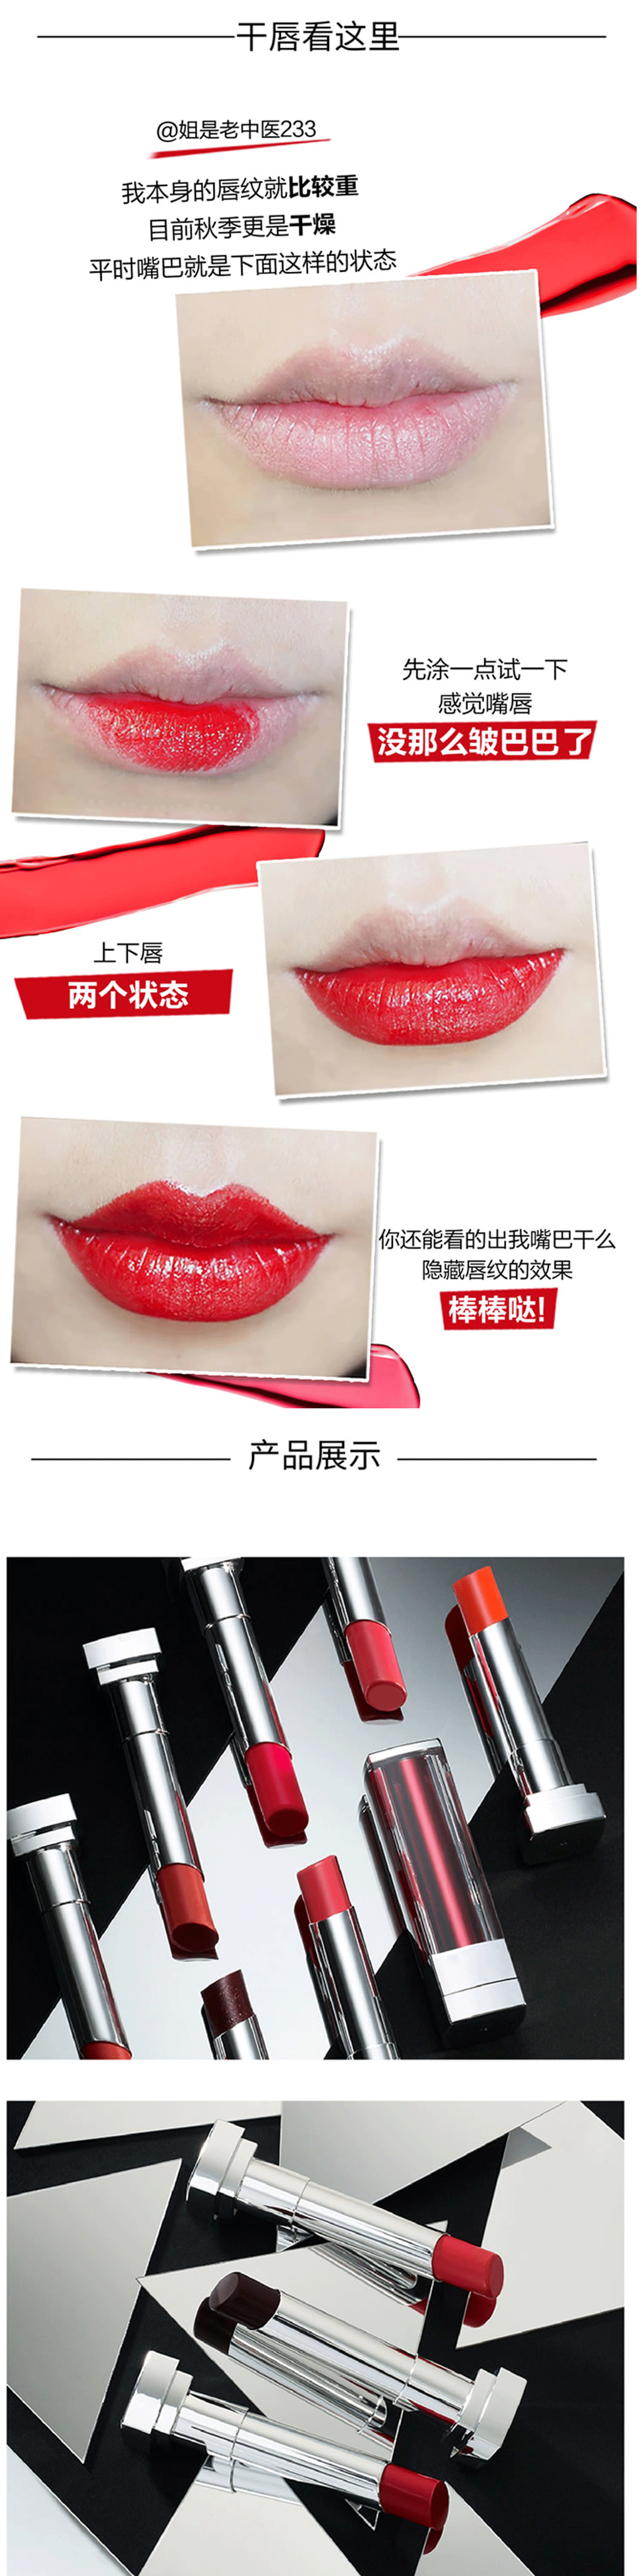 干唇看这里
@姐是老中医233
我本身的唇纹就比较重
目前秋季更是干燥
平时嘴巴就是下面这样的状态
先涂一点试一下
感觉嘴唇
没那么皱巴巴了
上下唇
两个状态
你还能看的出我嘴巴干么
隐藏唇纹的效果
棒棒哒!
产品展示